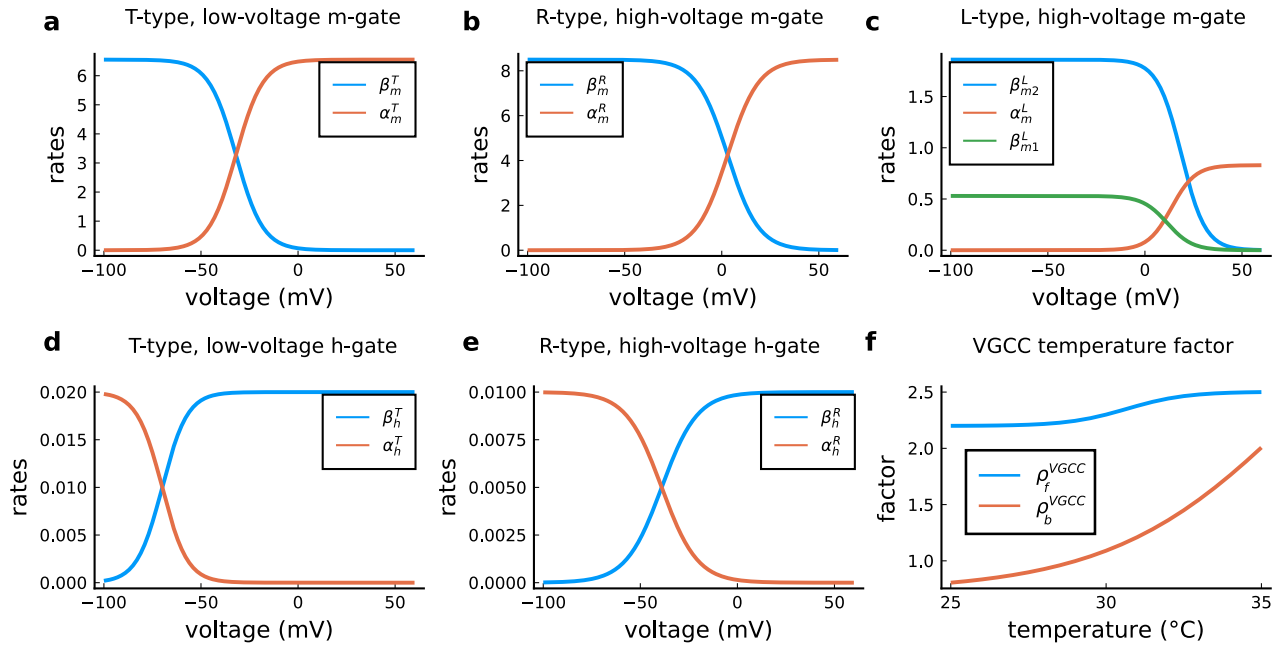 a T-type, low-voltage m-gate
rates
6
5
4
3
2
1
0
−100 −50 0 50
voltage (mV)
β_m^T
α_m^T
b R-type, high-voltage m-gate
rates
8
6
4
2
0
−100 −50 0 50
voltage (mV)
β_m^R
α_m^R
c L-type, high-voltage m-gate
rates
1.5
1.0
0.5
0.0
−100 −50 0 50
voltage (mV)
β_m2^L
α_m^L
β_m1^L
d T-type, low-voltage h-gate
rates
0.020
0.015
0.010
0.005
0.000
−100 −50 0 50
voltage (mV)
β_h^T
α_h^T
e R-type, high-voltage h-gate
rates
0.0100
0.0075
0.0050
0.0025
0.0000
−100 −50 0 50
voltage (mV)
β_h^R
α_h^R
f VGCC temperature factor
factor
2.5
2.0
1.5
1.0
25 30 35
temperature (°C)
ρ_f^VGCC
ρ_b^VGCC